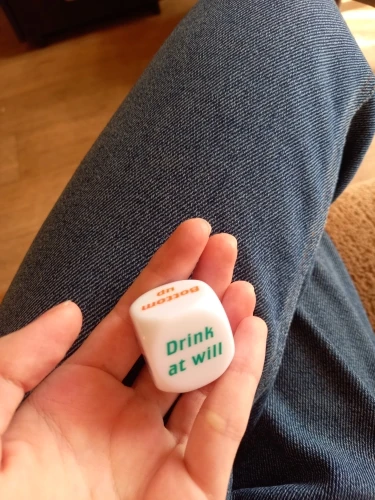 Bottom
up
Drink
at will